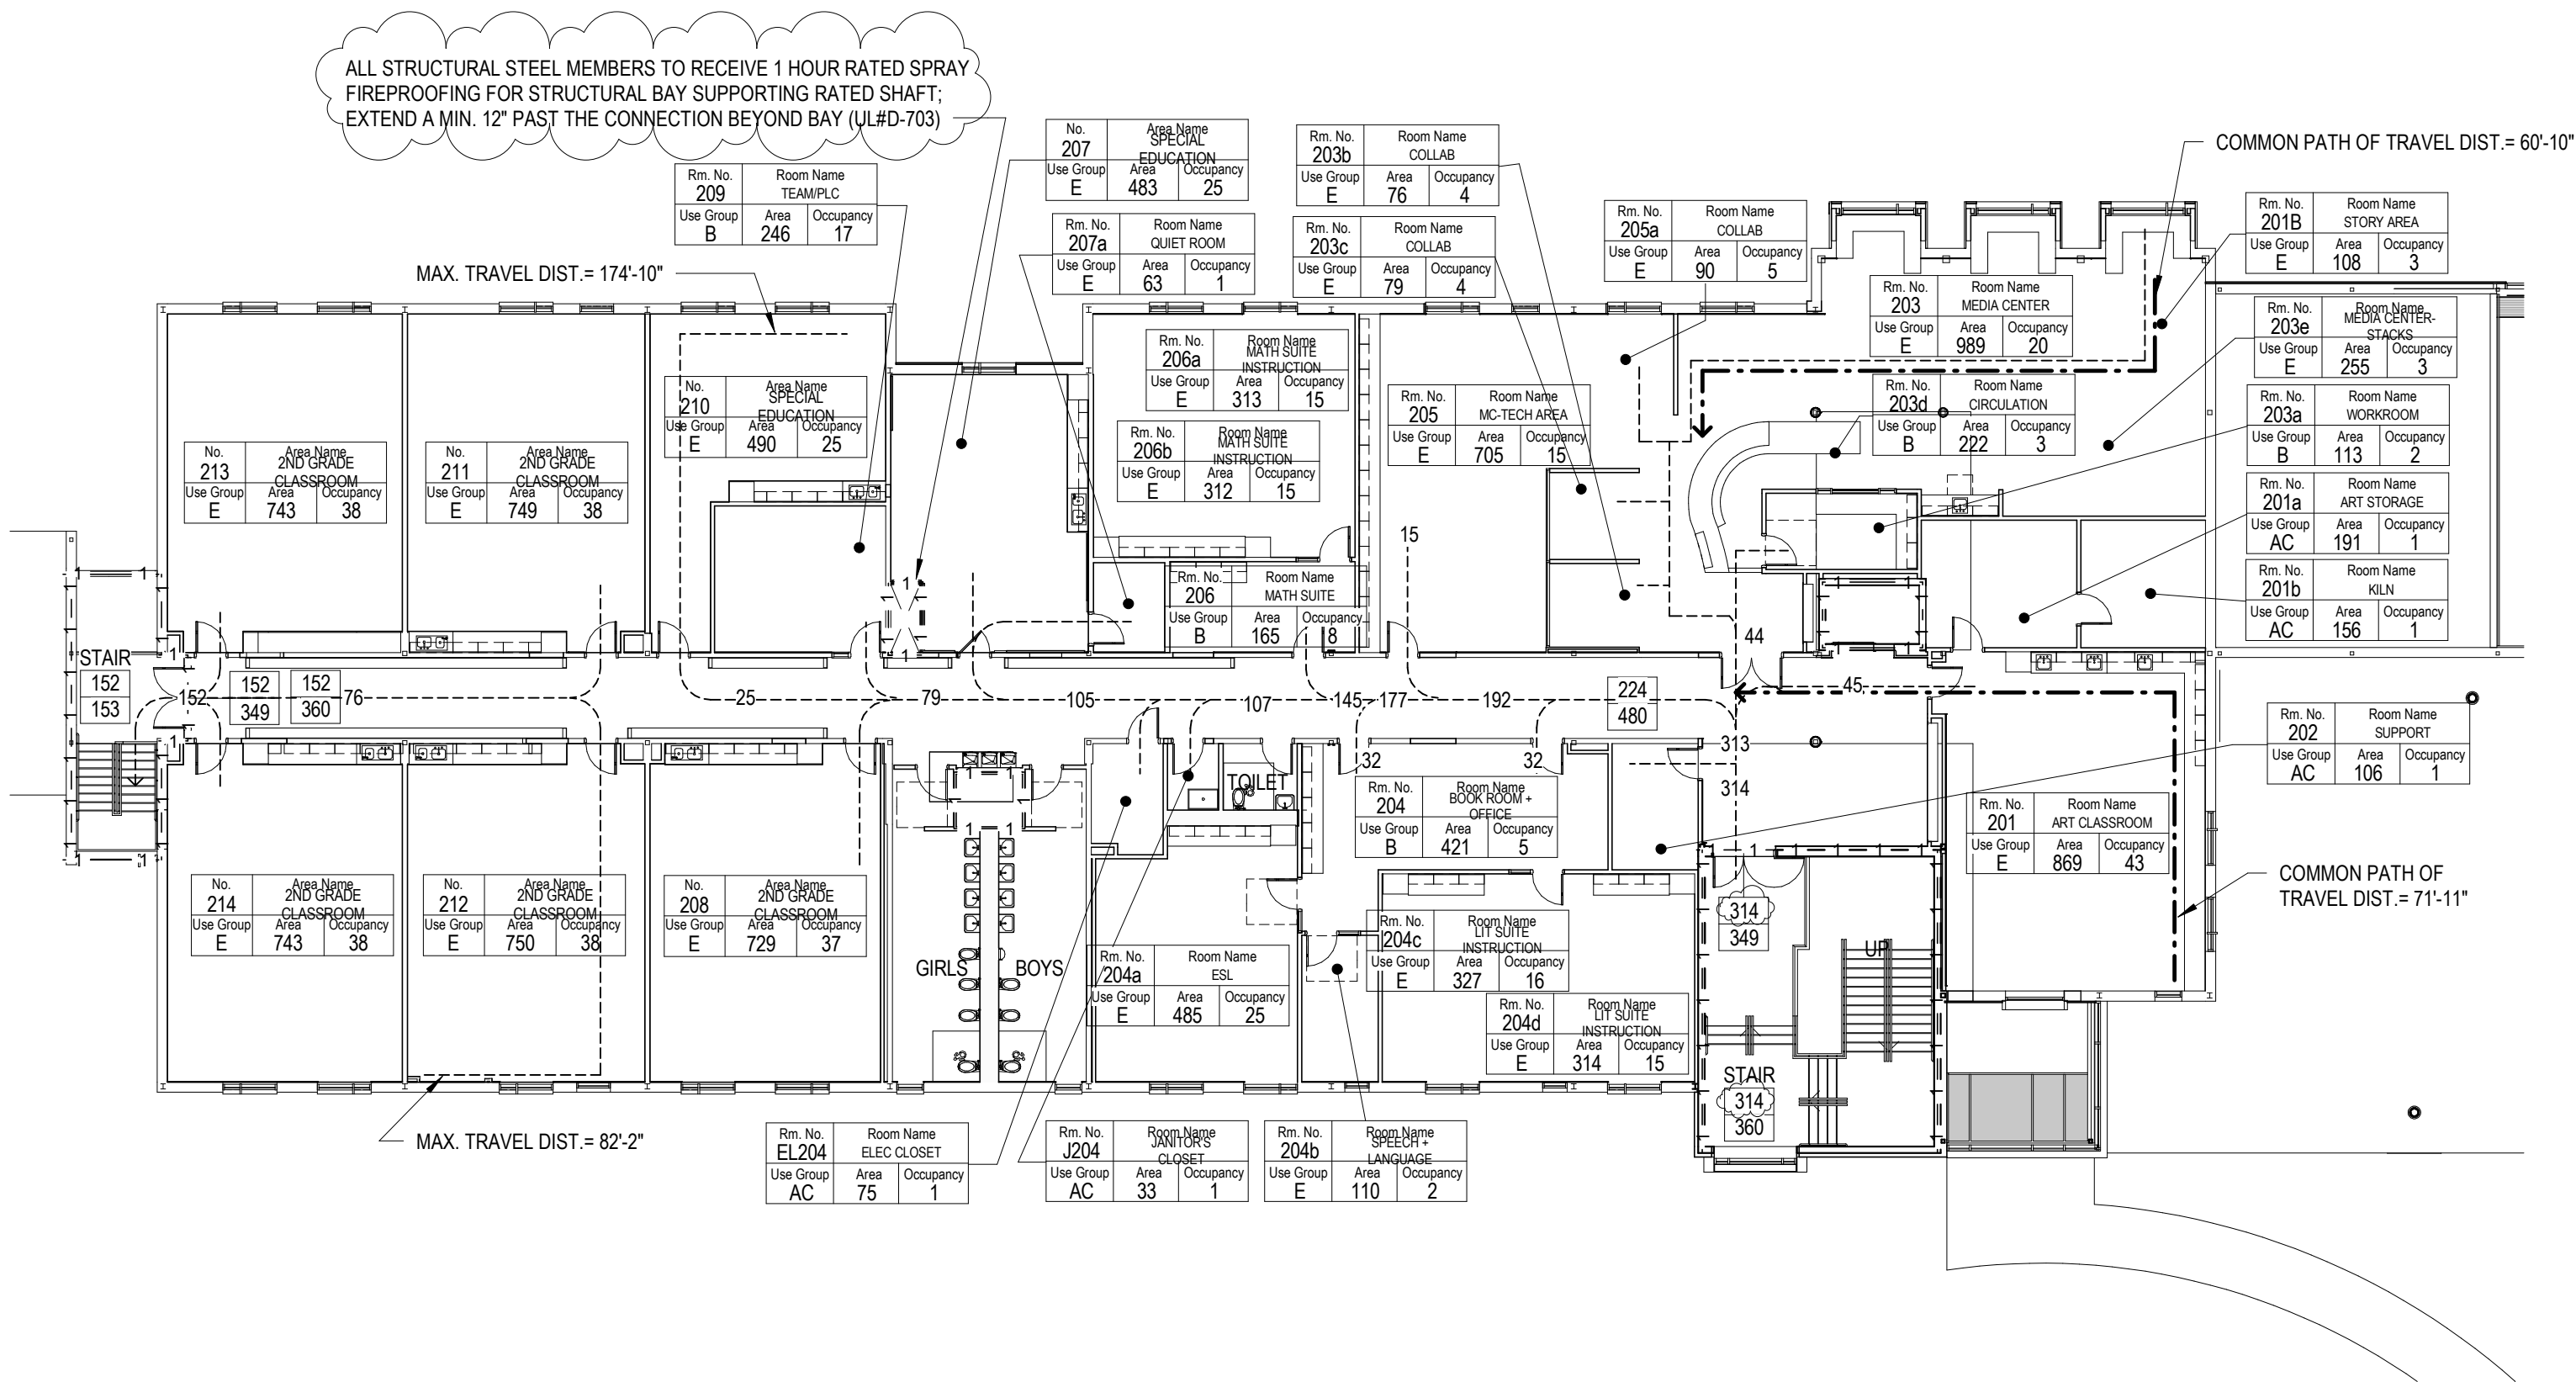 ALL STRUCTURAL STEEL MEMBERS TO RECEIVE 1 HOUR RATED SPRAY
FIREPROOFING FOR STRUCTURAL BAY SUPPORTING RATED SHAFT;
EXTEND A MIN. 12" PAST THE CONNECTION BEYOND BAY (UL#D-703)
COMMON PATH OF TRAVEL DIST.= 60'-10"
MAX. TRAVEL DIST.= 174'-10"
Rm. No. Room Name
209 TEAM/PLC
Use Group Area Occupancy
B 246 17
No. Area Name
207 SPECIAL
EDUCATION
Use Group Area Occupancy
E 483 25
Rm. No. Room Name
207a QUIET ROOM
Use Group Area Occupancy
E 63 1
Rm. No. Room Name
203b COLLAB
Use Group Area Occupancy
E 76 4
Rm. No. Room Name
203c COLLAB
Use Group Area Occupancy
E 79 4
Rm. No. Room Name
205a COLLAB
Use Group Area Occupancy
E 90 5
Rm. No. Room Name
203 MEDIA CENTER
Use Group Area Occupancy
E 989 20
Rm. No. Room Name
201B STORY AREA
Use Group Area Occupancy
E 108 3
Rm. No. Room Name
203e MEDIA CENTER-
STACKS
Use Group Area Occupancy
E 255 3
Rm. No. Room Name
203a WORKROOM
Use Group Area Occupancy
B 113 2
Rm. No. Room Name
201a ART STORAGE
Use Group Area Occupancy
AC 191 1
Rm. No. Room Name
201b KILN
Use Group Area Occupancy
AC 156 1
No. Area Name
213 2ND GRADE
CLASSROOM
Use Group Area Occupancy
E 743 38
No. Area Name
211 2ND GRADE
CLASSROOM
Use Group Area Occupancy
E 749 38
No. Area Name
210 SPECIAL
EDUCATION
Use Group Area Occupancy
E 490 25
Rm. No. Room Name
206a MATH SUITE
INSTRUCTION
Use Group Area Occupancy
E 313 15
Rm. No. Room Name
206b MATH SUITE
INSTRUCTION
Use Group Area Occupancy
E 312 15
Rm. No. Room Name
206 MATH SUITE
Use Group Area Occupancy
B 165 8
Rm. No. Room Name
205 MC-TECH AREA
Use Group Area Occupancy
E 705 15
Rm. No. Room Name
203d CIRCULATION
Use Group Area Occupancy
B 222 3
15
44
1 1
1
1
1 1
1
STAIR
152
153
152
152
349
152
360
76
25
79
105
107
145
177
192
224
480
45
313
314
32
32
1
1 1
1 1
1
TOILET
GIRLS
BOYS
1 1
No. Area Name
214 2ND GRADE
CLASSROOM
Use Group Area Occupancy
E 743 38
No. Area Name
212 2ND GRADE
CLASSROOM
Use Group Area Occupancy
E 750 38
No. Area Name
208 2ND GRADE
CLASSROOM
Use Group Area Occupancy
E 729 37
Rm. No. Room Name
204a ESL
Use Group Area Occupancy
E 485 25
Rm. No. Room Name
204 BOOK ROOM +
OFFICE
Use Group Area Occupancy
B 421 5
Rm. No. Room Name
204c LIT SUITE
INSTRUCTION
Use Group Area Occupancy
E 327 16
Rm. No. Room Name
204d LIT SUITE
INSTRUCTION
Use Group Area Occupancy
E 314 15
314
349
UP
STAIR
314
360
Rm. No. Room Name
201 ART CLASSROOM
Use Group Area Occupancy
E 869 43
Rm. No. Room Name
202 SUPPORT
Use Group Area Occupancy
AC 106 1
COMMON PATH OF
TRAVEL DIST.= 71'-11"
MAX. TRAVEL DIST.= 82'-2"
Rm. No. Room Name
EL204 ELEC CLOSET
Use Group Area Occupancy
AC 75 1
Rm. No. Room Name
J204 JANITOR'S
CLOSET
Use Group Area Occupancy
AC 33 1
Rm. No. Room Name
204b SPEECH +
LANGUAGE
Use Group Area Occupancy
E 110 2